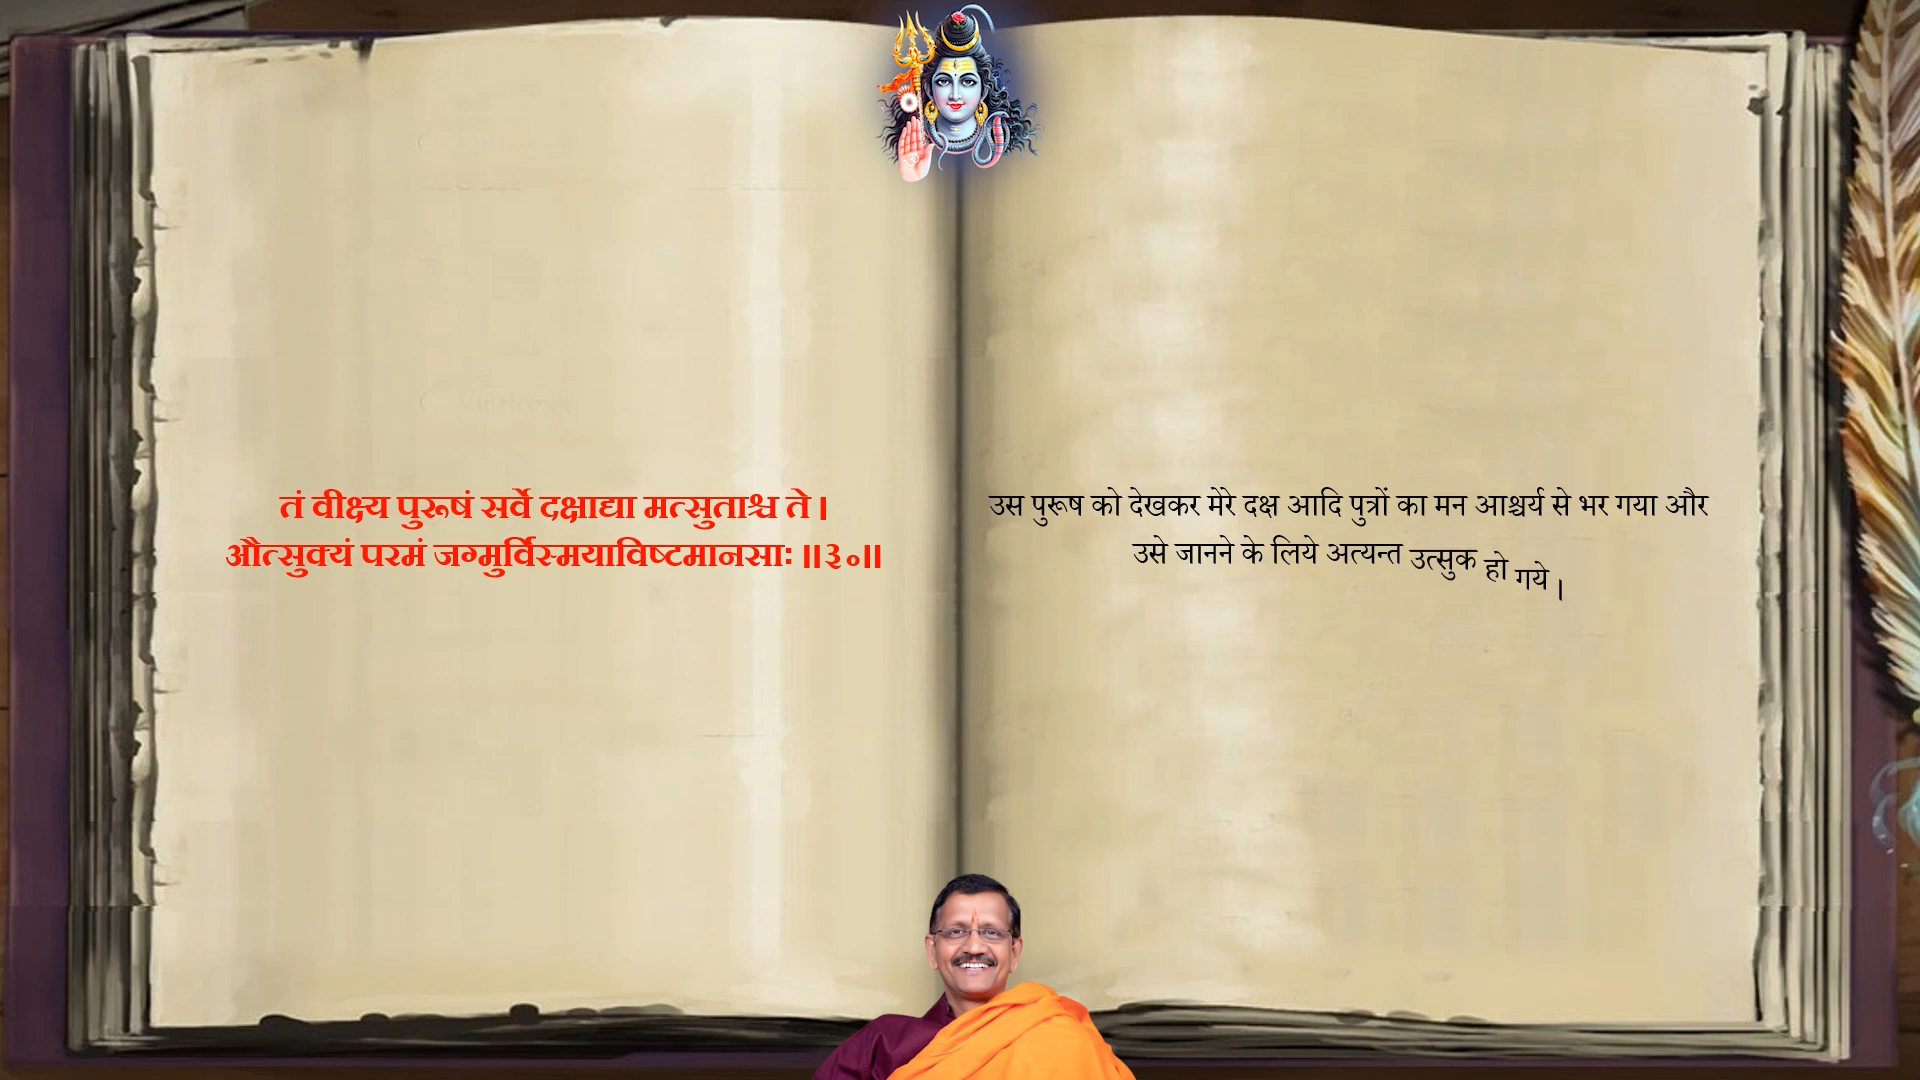 तं वीक्ष्य पुरूषं सर्वे दक्षाद्या मत्सुताश्च ते।
औत्सुक्यं परमं जग्मुर्विस्मयाविष्टमानसाः ॥३०॥
उस पुरूष को देखकर मेरे दक्ष आदि पुत्रों का मन आश्चर्य से भर गया और
उसे जानने के लिये अत्यन्त उत्सुक हो गये।